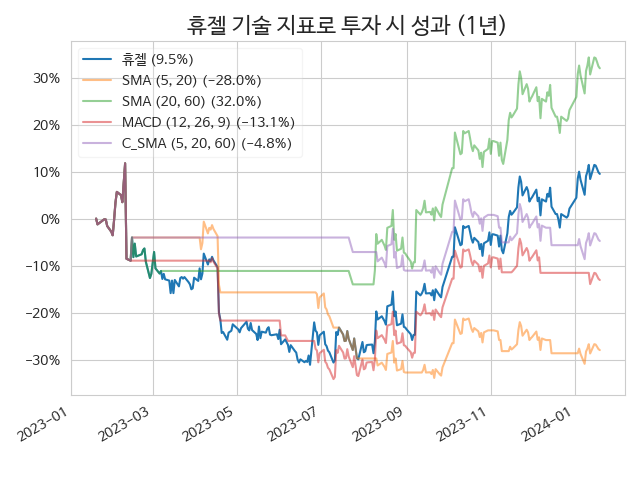 휴젤 기술 지표로 투자 시 성과 (1년)
휴젤 (9.5%)
SMA (5, 20) (−28.0%)
SMA (20, 60) (32.0%)
MACD (12, 26, 9) (−13.1%)
C_SMA (5, 20, 60) (−4.8%)
30%
20%
10%
0%
−10%
−20%
−30%
2023-01
2023-03
2023-05
2023-07
2023-09
2023-11
2024-01